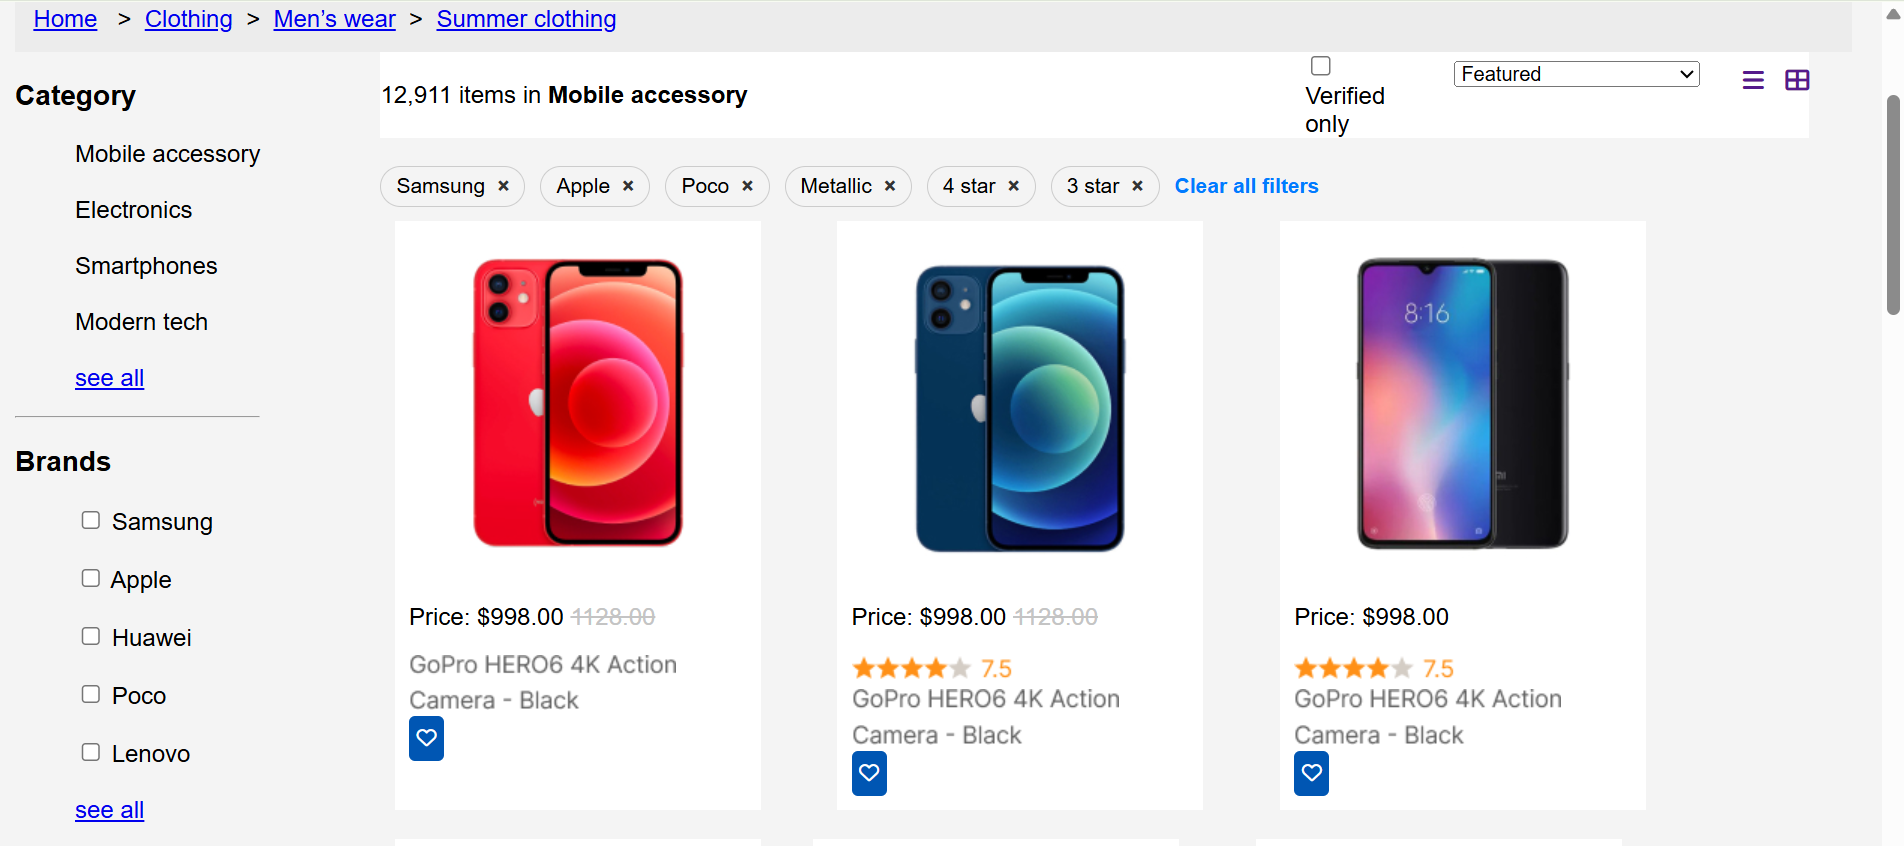 Home > Clothing > Men’s wear > Summer clothing
Category
Mobile accessory
Electronics
Smartphones
Modern tech
see all
Brands
Samsung
Apple
Huawei
Poco
Lenovo
see all
12,911 items in Mobile accessory
Verified
only
Featured
Samsung × Apple × Poco × Metallic × 4 star × 3 star × Clear all filters
Price: $998.00 1128.00
GoPro HERO6 4K Action
Camera - Black
Price: $998.00 1128.00
7.5
GoPro HERO6 4K Action
Camera - Black
8:16
Price: $998.00
7.5
GoPro HERO6 4K Action
Camera - Black